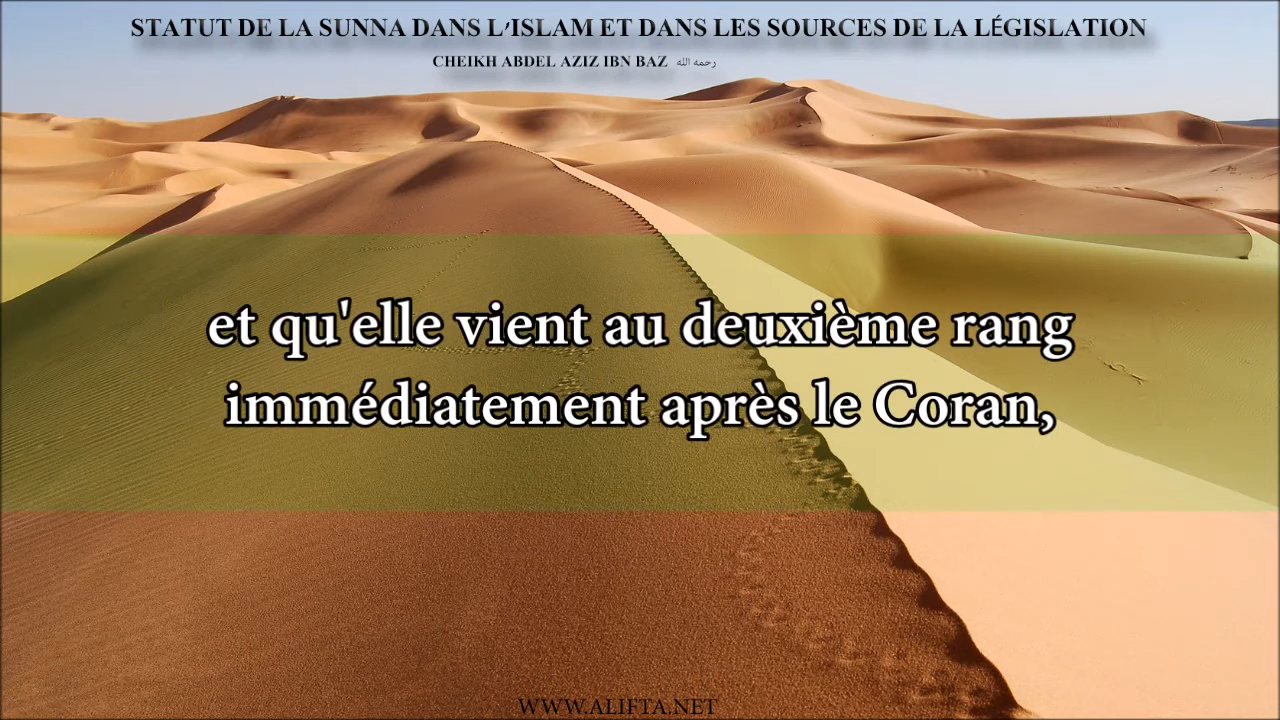 STATUT DE LA SUNNA DANS L'ISLAM ET DANS LES SOURCES DE LA LÉGISLATION
CHEIKH ABDEL AZIZ IBN BAZ رحمه الله
et qu'elle vient au deuxième rang
immédiatement après le Coran,
WWW.ALIFTA.NET